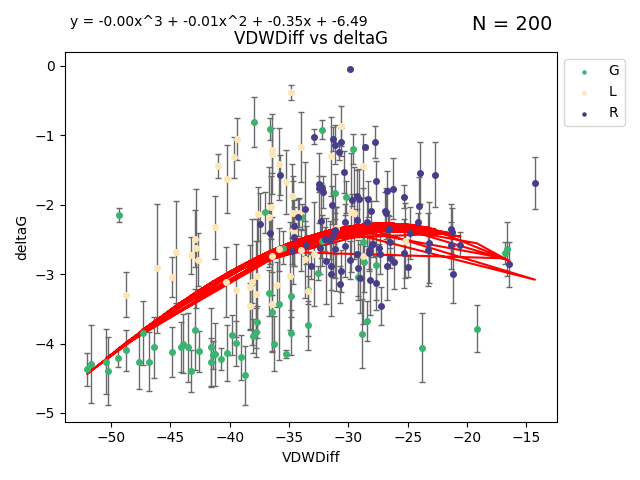 y = -0.00x^3 + -0.01x^2 + -0.35x + -6.49
N = 200
VDWDiff vs deltaG
G
L
R
deltaG
0
−1
−2
−3
−4
−5
−50 −45 −40 −35 −30 −25 −20 −15
VDWDiff